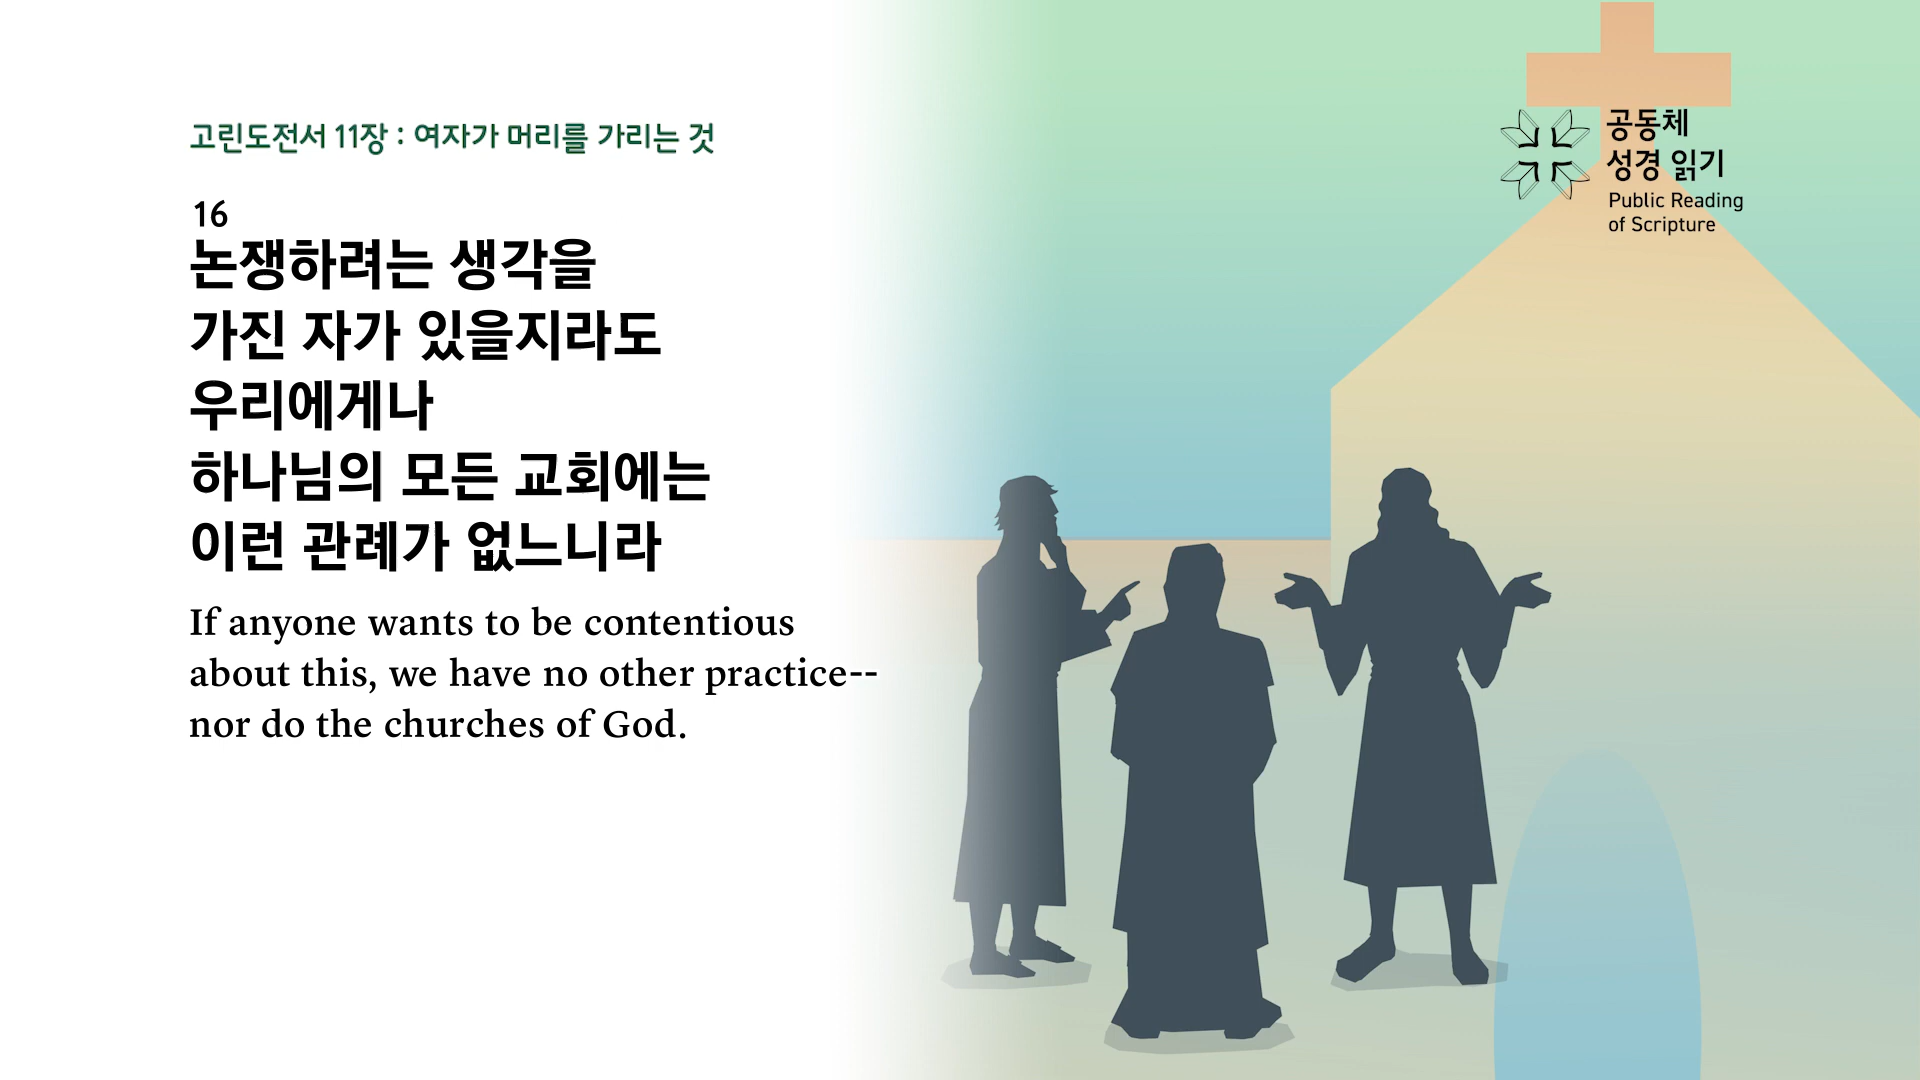 고린도전서 11장 : 여자가 머리를 가리는 것
16
논쟁하려는 생각을
가진 자가 있을지라도
우리에게나
하나님의 모든 교회에는
이런 관례가 없느니라
If anyone wants to be contentious
about this, we have no other practice--
nor do the churches of God.
공동체
성경 읽기
Public Reading
of Scripture